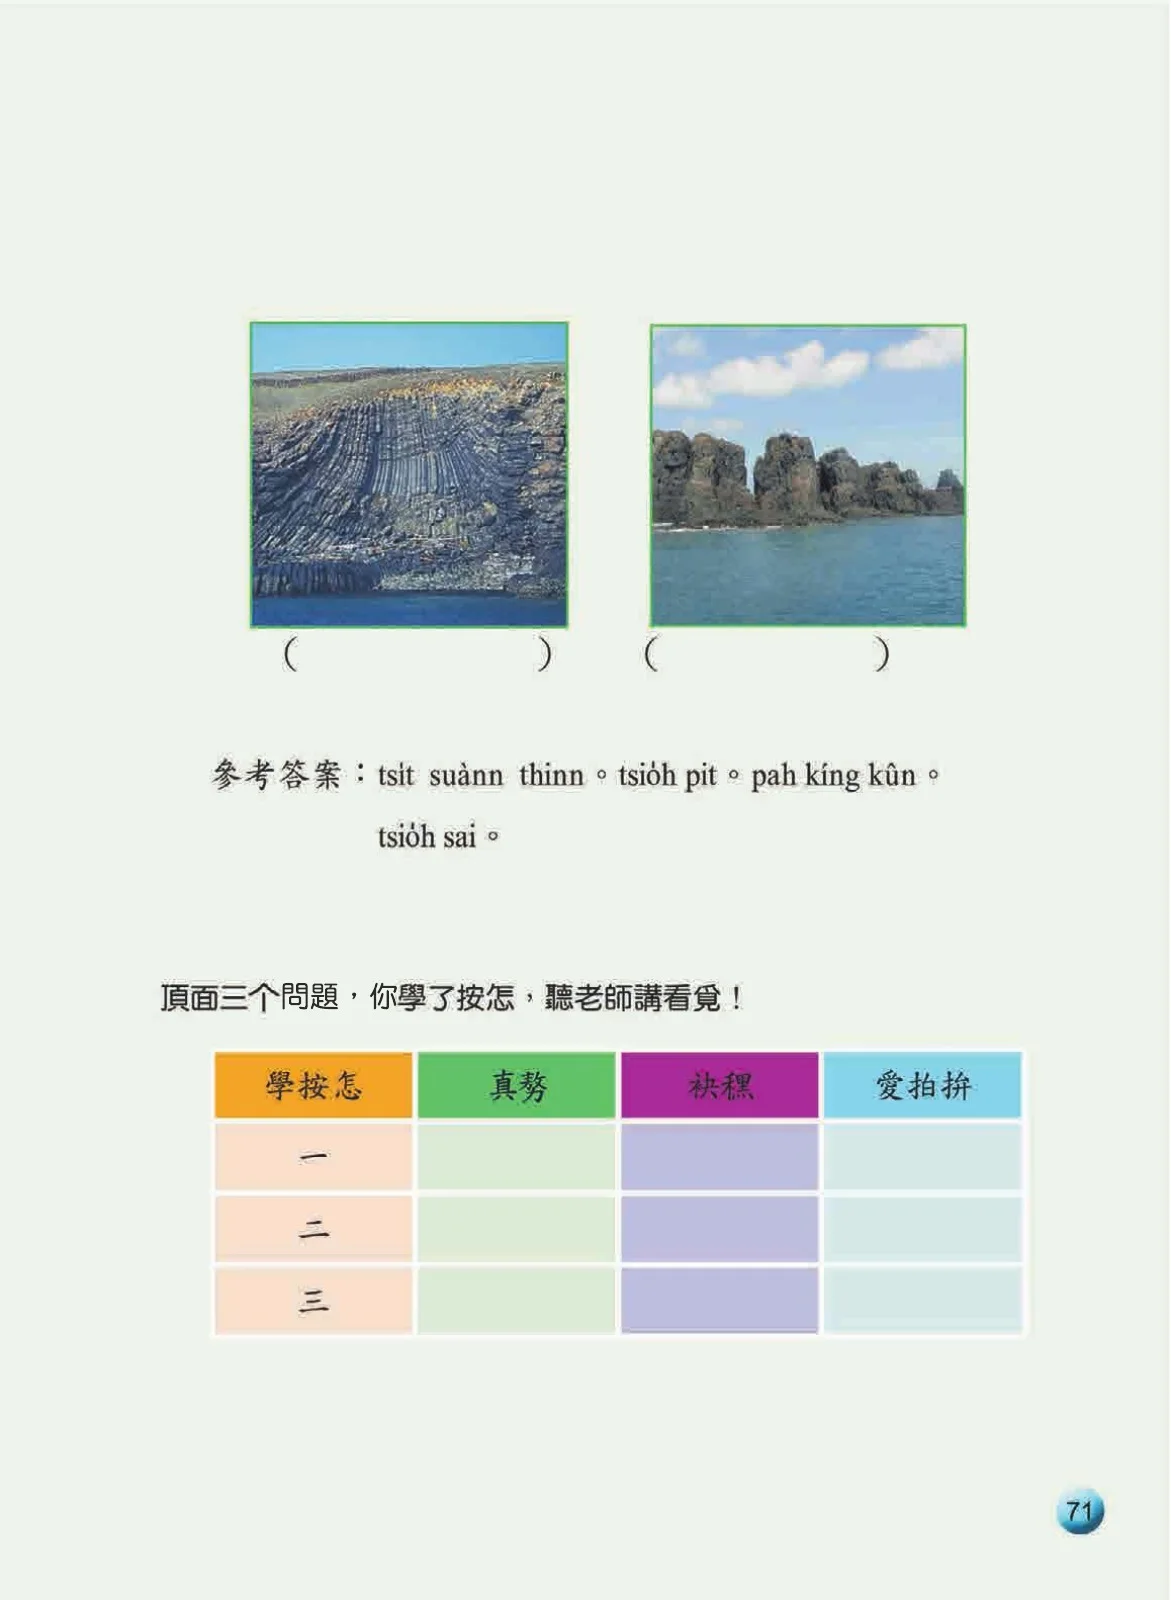 （　　　　　　） （　　　　　　）
參考答案：tsi̍t suànn thinn。tsio̍h pit。pah kíng kûn。
tsio̍h sai。
頂面三个問題，你學了按怎，聽老師講看覓！
學按怎 真勢 袂䆀 愛拍拚
一
二
三
71